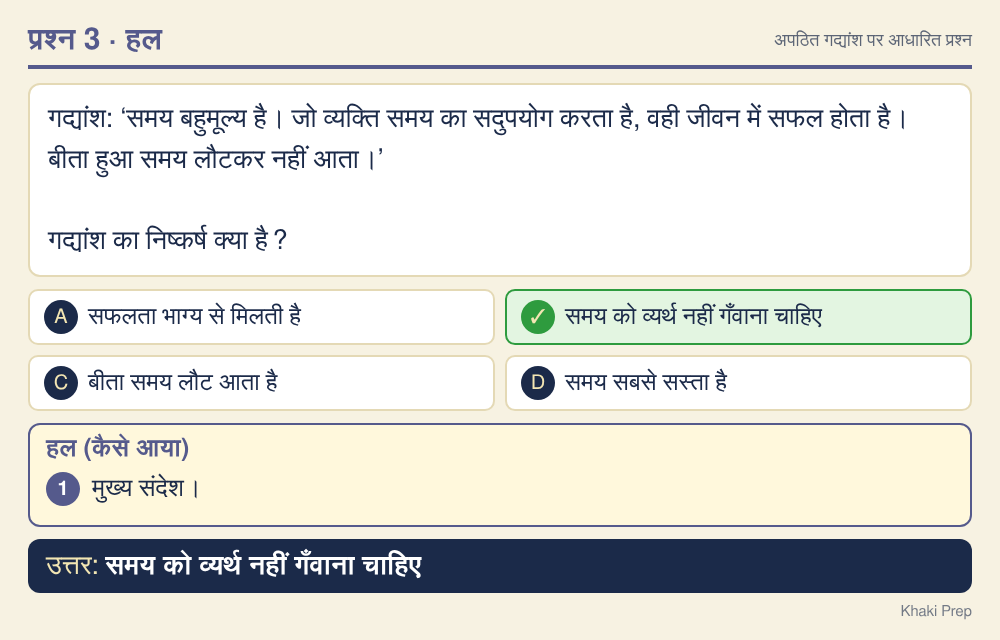 प्रश्न 3 · हल
अपठित गद्यांश पर आधारित प्रश्न
गद्यांश: ‘समय बहुमूल्य है। जो व्यक्ति समय का सदुपयोग करता है, वही जीवन में सफल होता है।
बीता हुआ समय लौटकर नहीं आता।’
गद्यांश का निष्कर्ष क्या है?
A सफलता भाग्य से मिलती है
✓ समय को व्यर्थ नहीं गँवाना चाहिए
C बीता समय लौट आता है
D समय सबसे सस्ता है
हल (कैसे आया)
1 मुख्य संदेश।
उत्तर: समय को व्यर्थ नहीं गँवाना चाहिए
Khaki Prep